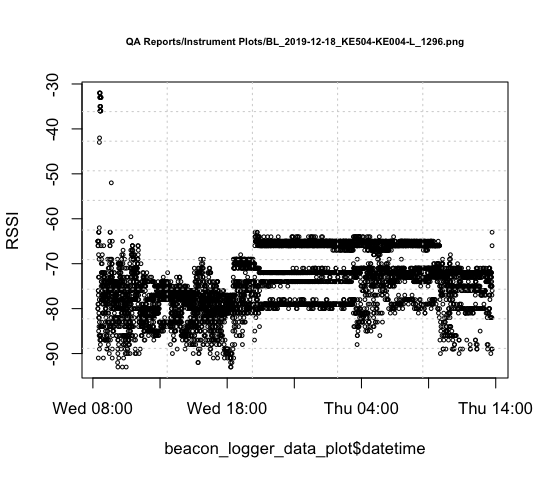 QA Reports/Instrument Plots/BL_2019-12-18_KE504-KE004-L_1296.png
-30
-40
-50
-60
-70
-80
-90
RSSI
Wed 08:00 Wed 18:00 Thu 04:00 Thu 14:00
beacon_logger_data_plot$datetime